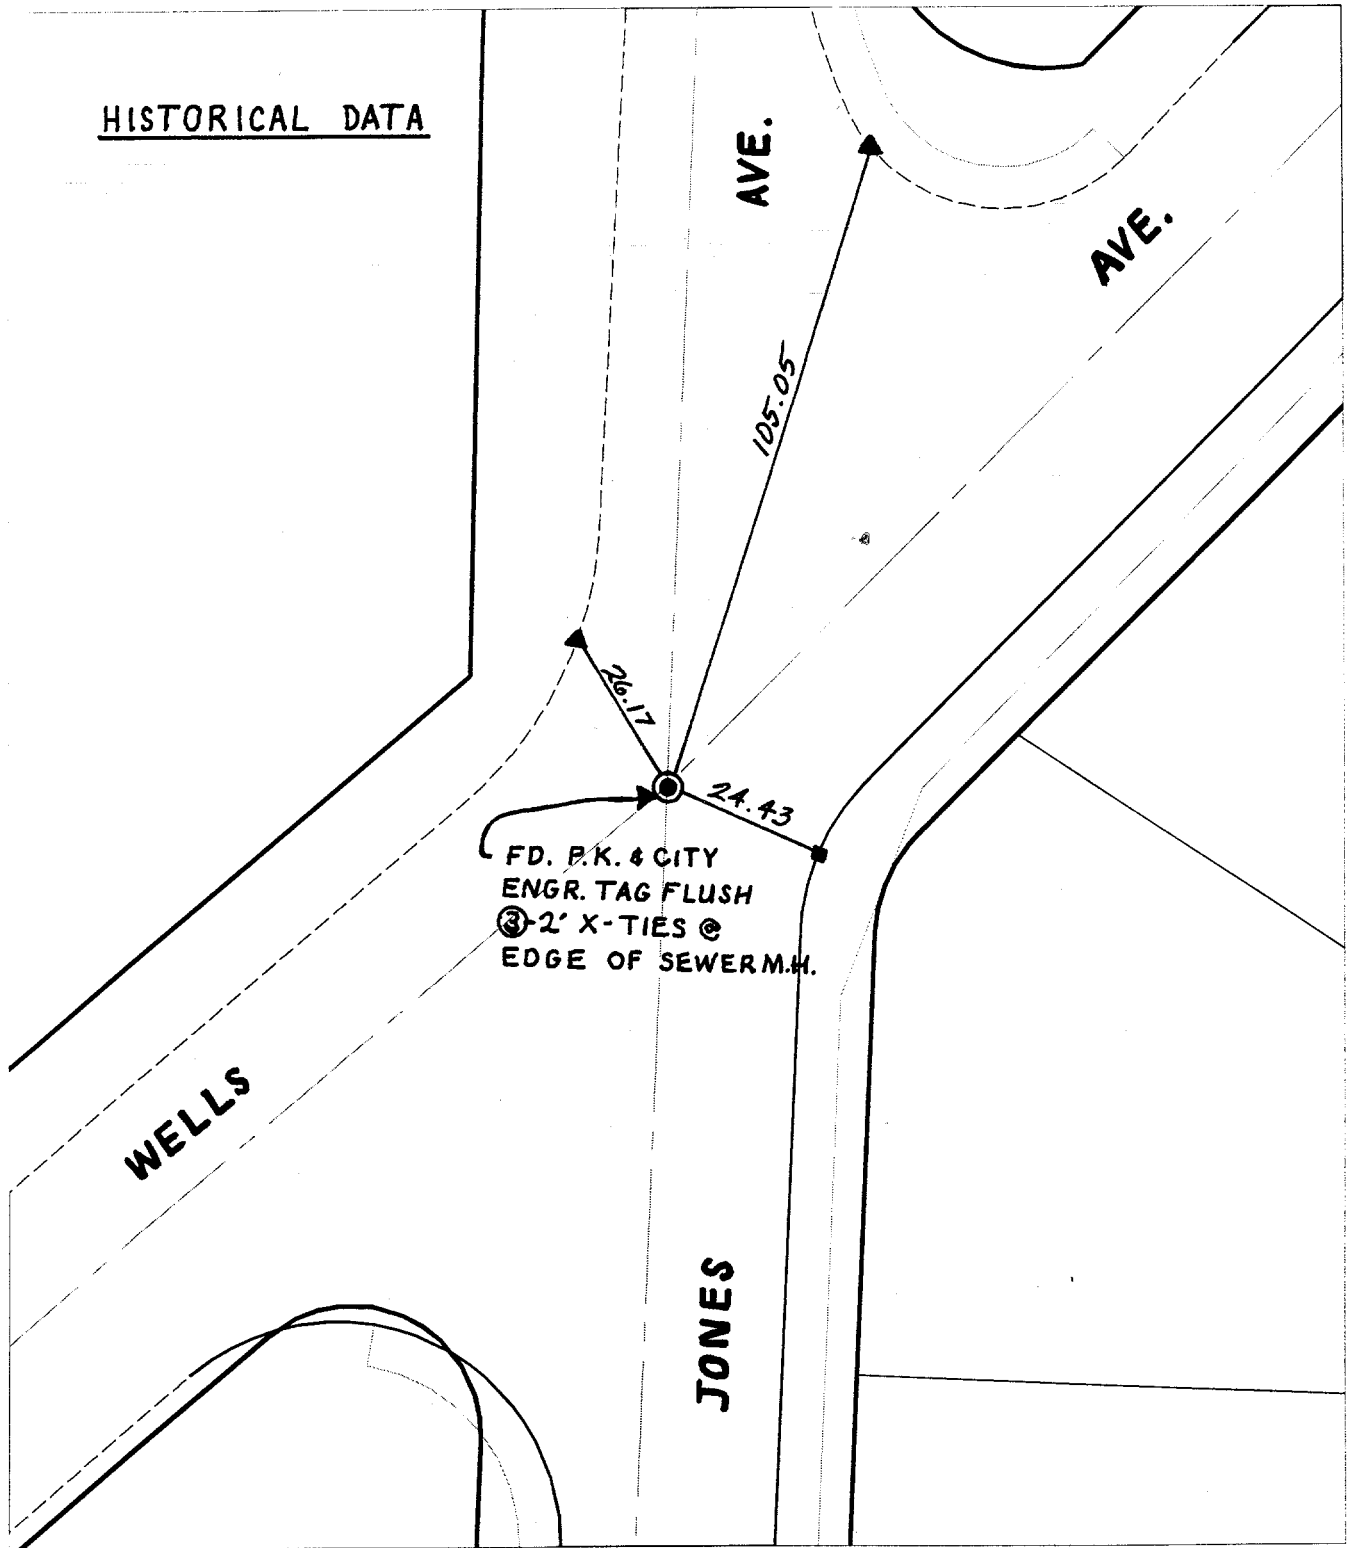 HISTORICAL DATA
AVE.
AVE.
105.05
26.17
24.43
FD. P.K. & CITY
ENGR. TAG FLUSH
③-2' X-TIES @
EDGE OF SEWER M.H.
WELLS
JONES